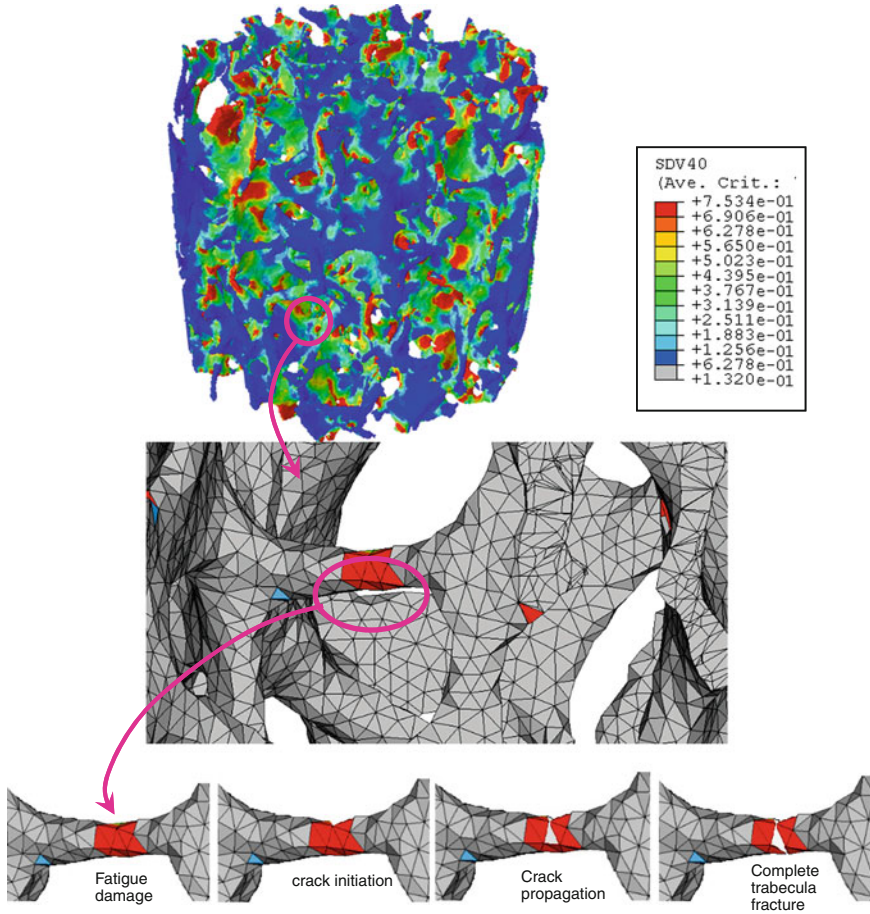 SDV40
(Ave. Crit.:
+7.534e-01
+6.906e-01
+6.278e-01
+5.650e-01
+5.023e-01
+4.395e-01
+3.767e-01
+3.139e-01
+2.511e-01
+1.883e-01
+1.256e-01
+6.278e-01
+1.320e-01
Fatigue
damage
crack initiation
Crack
propagation
Complete
trabecula
fracture